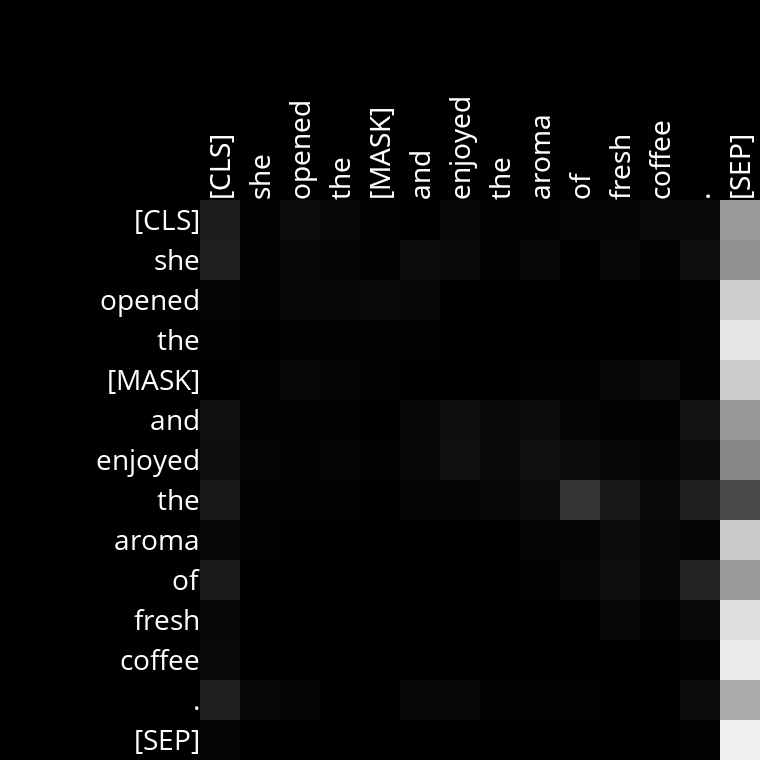 [CLS] she opened the [MASK] and enjoyed the aroma of fresh coffee . [SEP]
[CLS]
she
opened
the
[MASK]
and
enjoyed
the
aroma
of
fresh
coffee
.
[SEP]